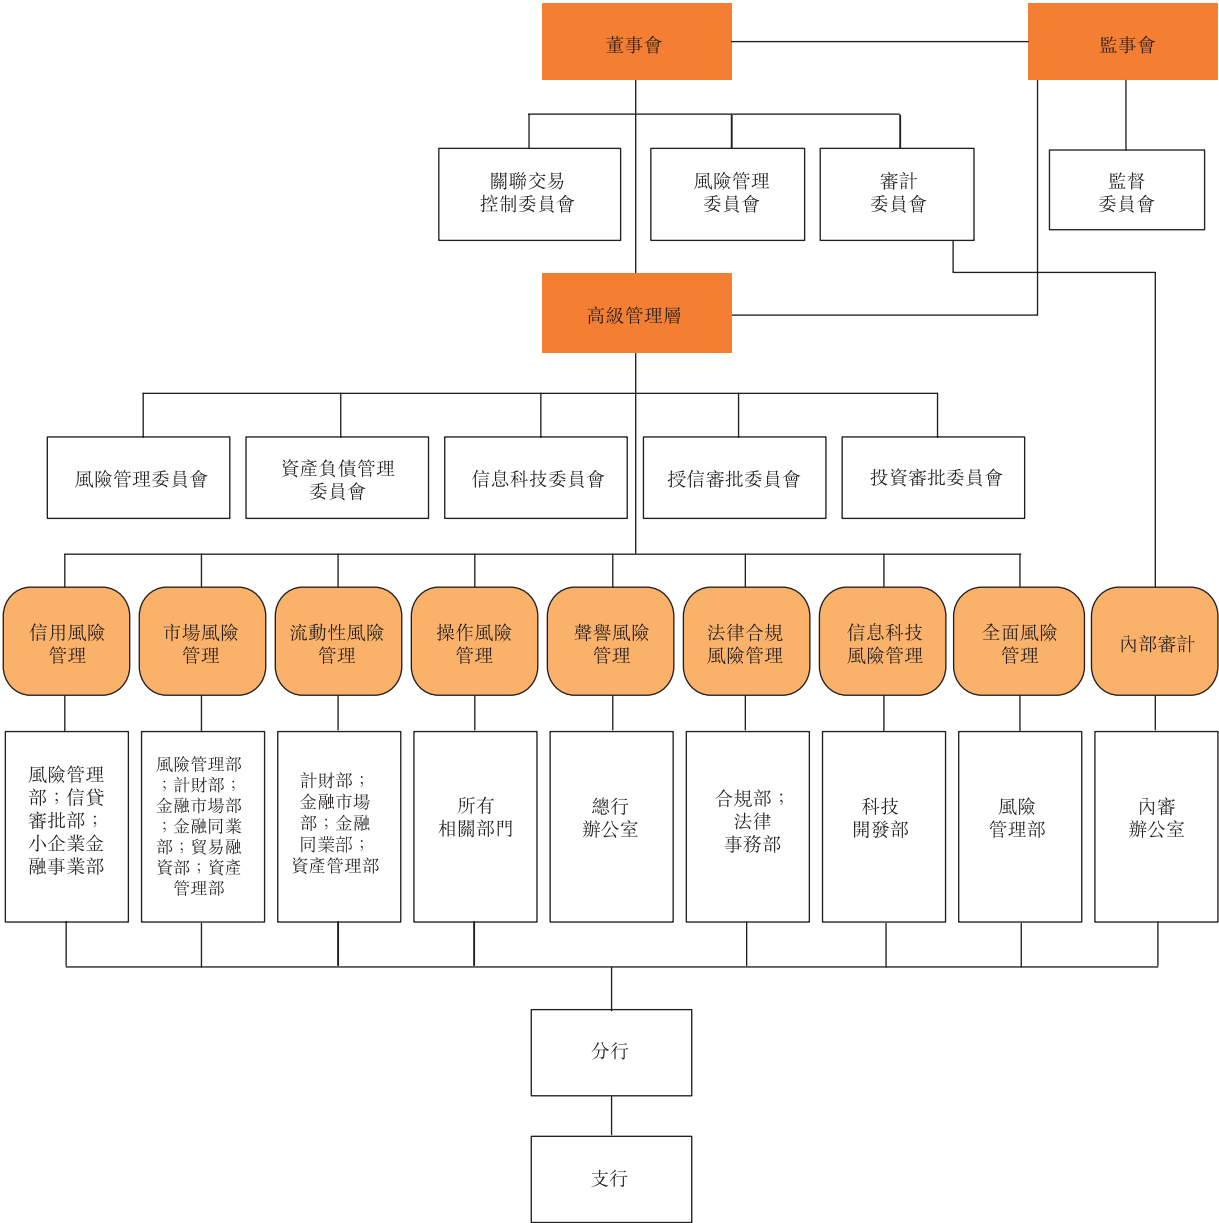 董事會
監事會
關聯交易
控制委員會
風險管理
委員會
審計
委員會
監督
委員會
高級管理層
風險管理委員會
資產負債管理
委員會
信息科技委員會
授信審批委員會
投資審批委員會
信用風險
管理
市場風險
管理
流動性風險
管理
操作風險
管理
聲譽風險
管理
法律合規
風險管理
信息科技
風險管理
全面風險
管理
內部審計
風險管理
部；信貸
審批部；
小企業金
融事業部
風險管理部
；計財部；
金融市場部
；金融同業
部；貿易融
資部；資產
管理部
計財部；
金融市場
部；金融
同業部；
資產管理部
所有
相關部門
總行
辦公室
合規部；
法律
事務部
科技
開發部
風險
管理部
內審
辦公室
分行
支行